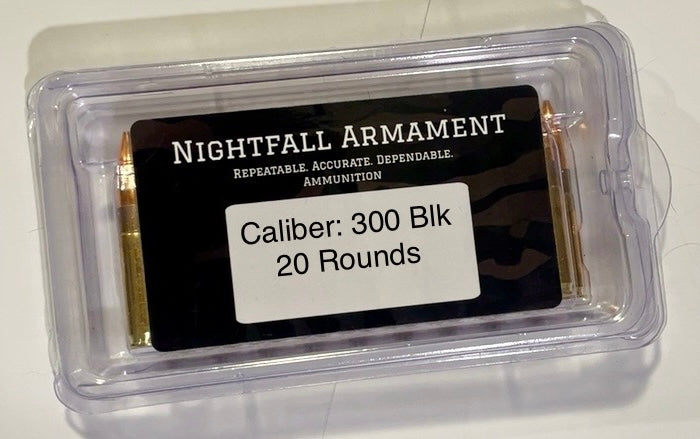 Nightfall Armament
Repeatable. Accurate. Dependable.
Ammunition
Caliber: 300 Blk
20 Rounds